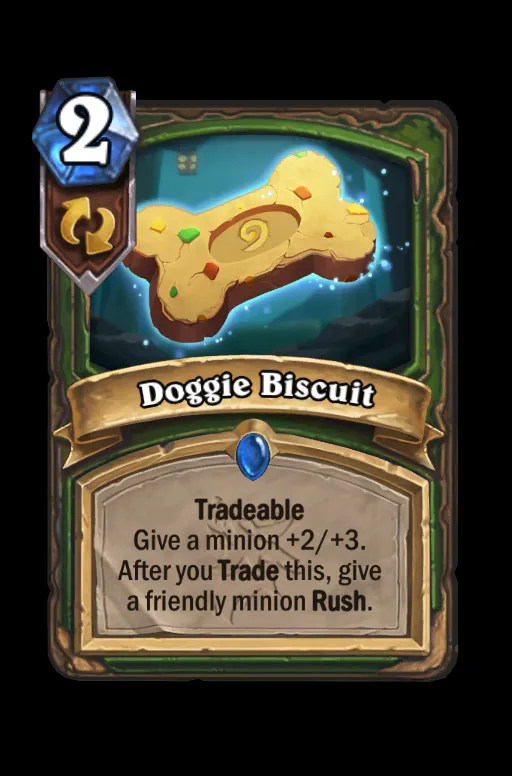 2
Doggie Biscuit
Tradeable
Give a minion +2/+3.
After you Trade this, give
a friendly minion Rush.